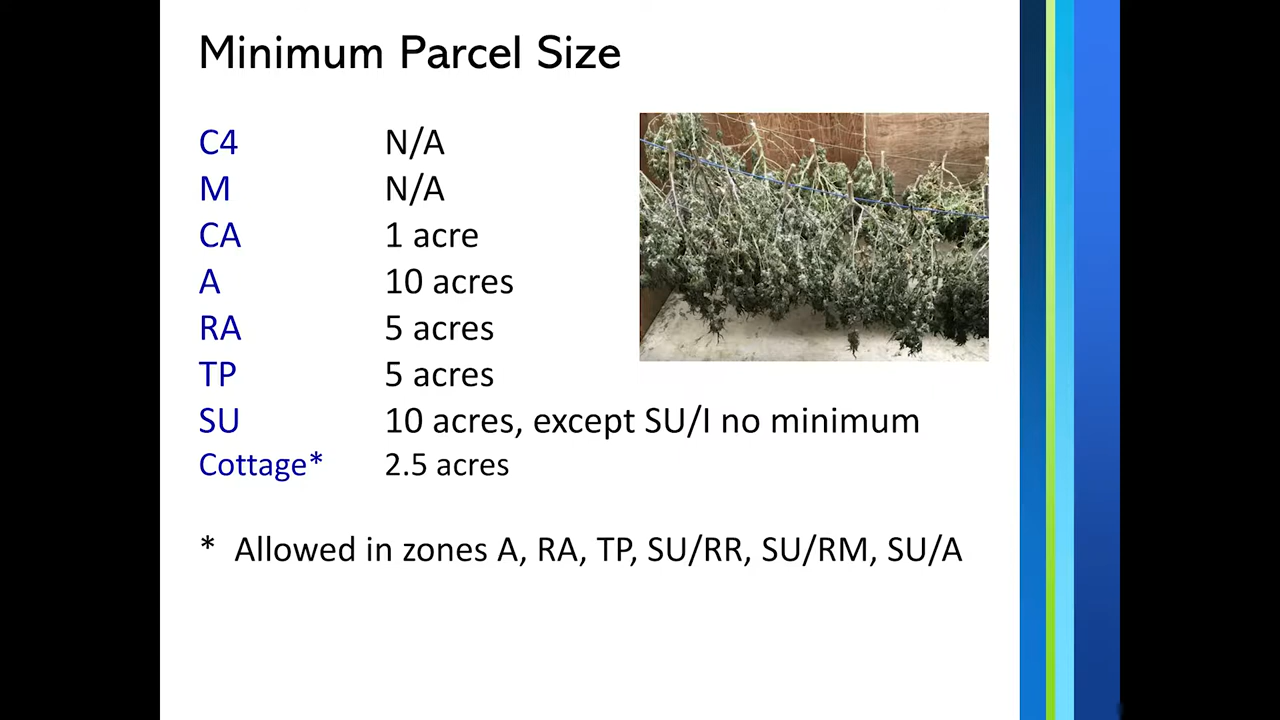 Minimum Parcel Size
C4 N/A
M N/A
CA 1 acre
A 10 acres
RA 5 acres
TP 5 acres
SU 10 acres, except SU/I no minimum
Cottage* 2.5 acres
* Allowed in zones A, RA, TP, SU/RR, SU/RM, SU/A